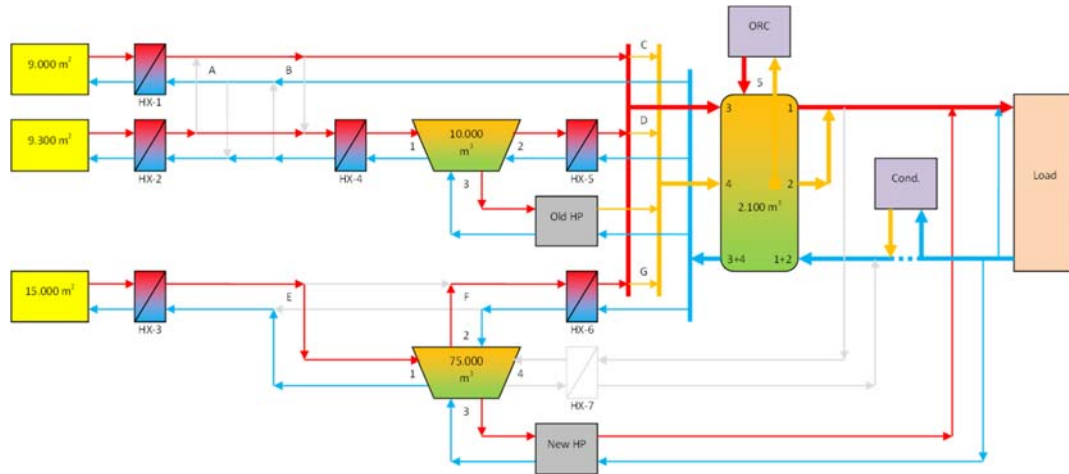 ORC
C
9.000 m²
A
B
5
HX-1
3
1
D
9.300 m²
10.000
m³
1
2
HX-2
HX-4
HX-5
3
4
2
Cond.
Load
2.100 m³
Old HP
3+4
1+2
G
15.000 m²
E
F
HX-3
HX-6
2
75.000
m³
1
4
3
HX-7
New HP